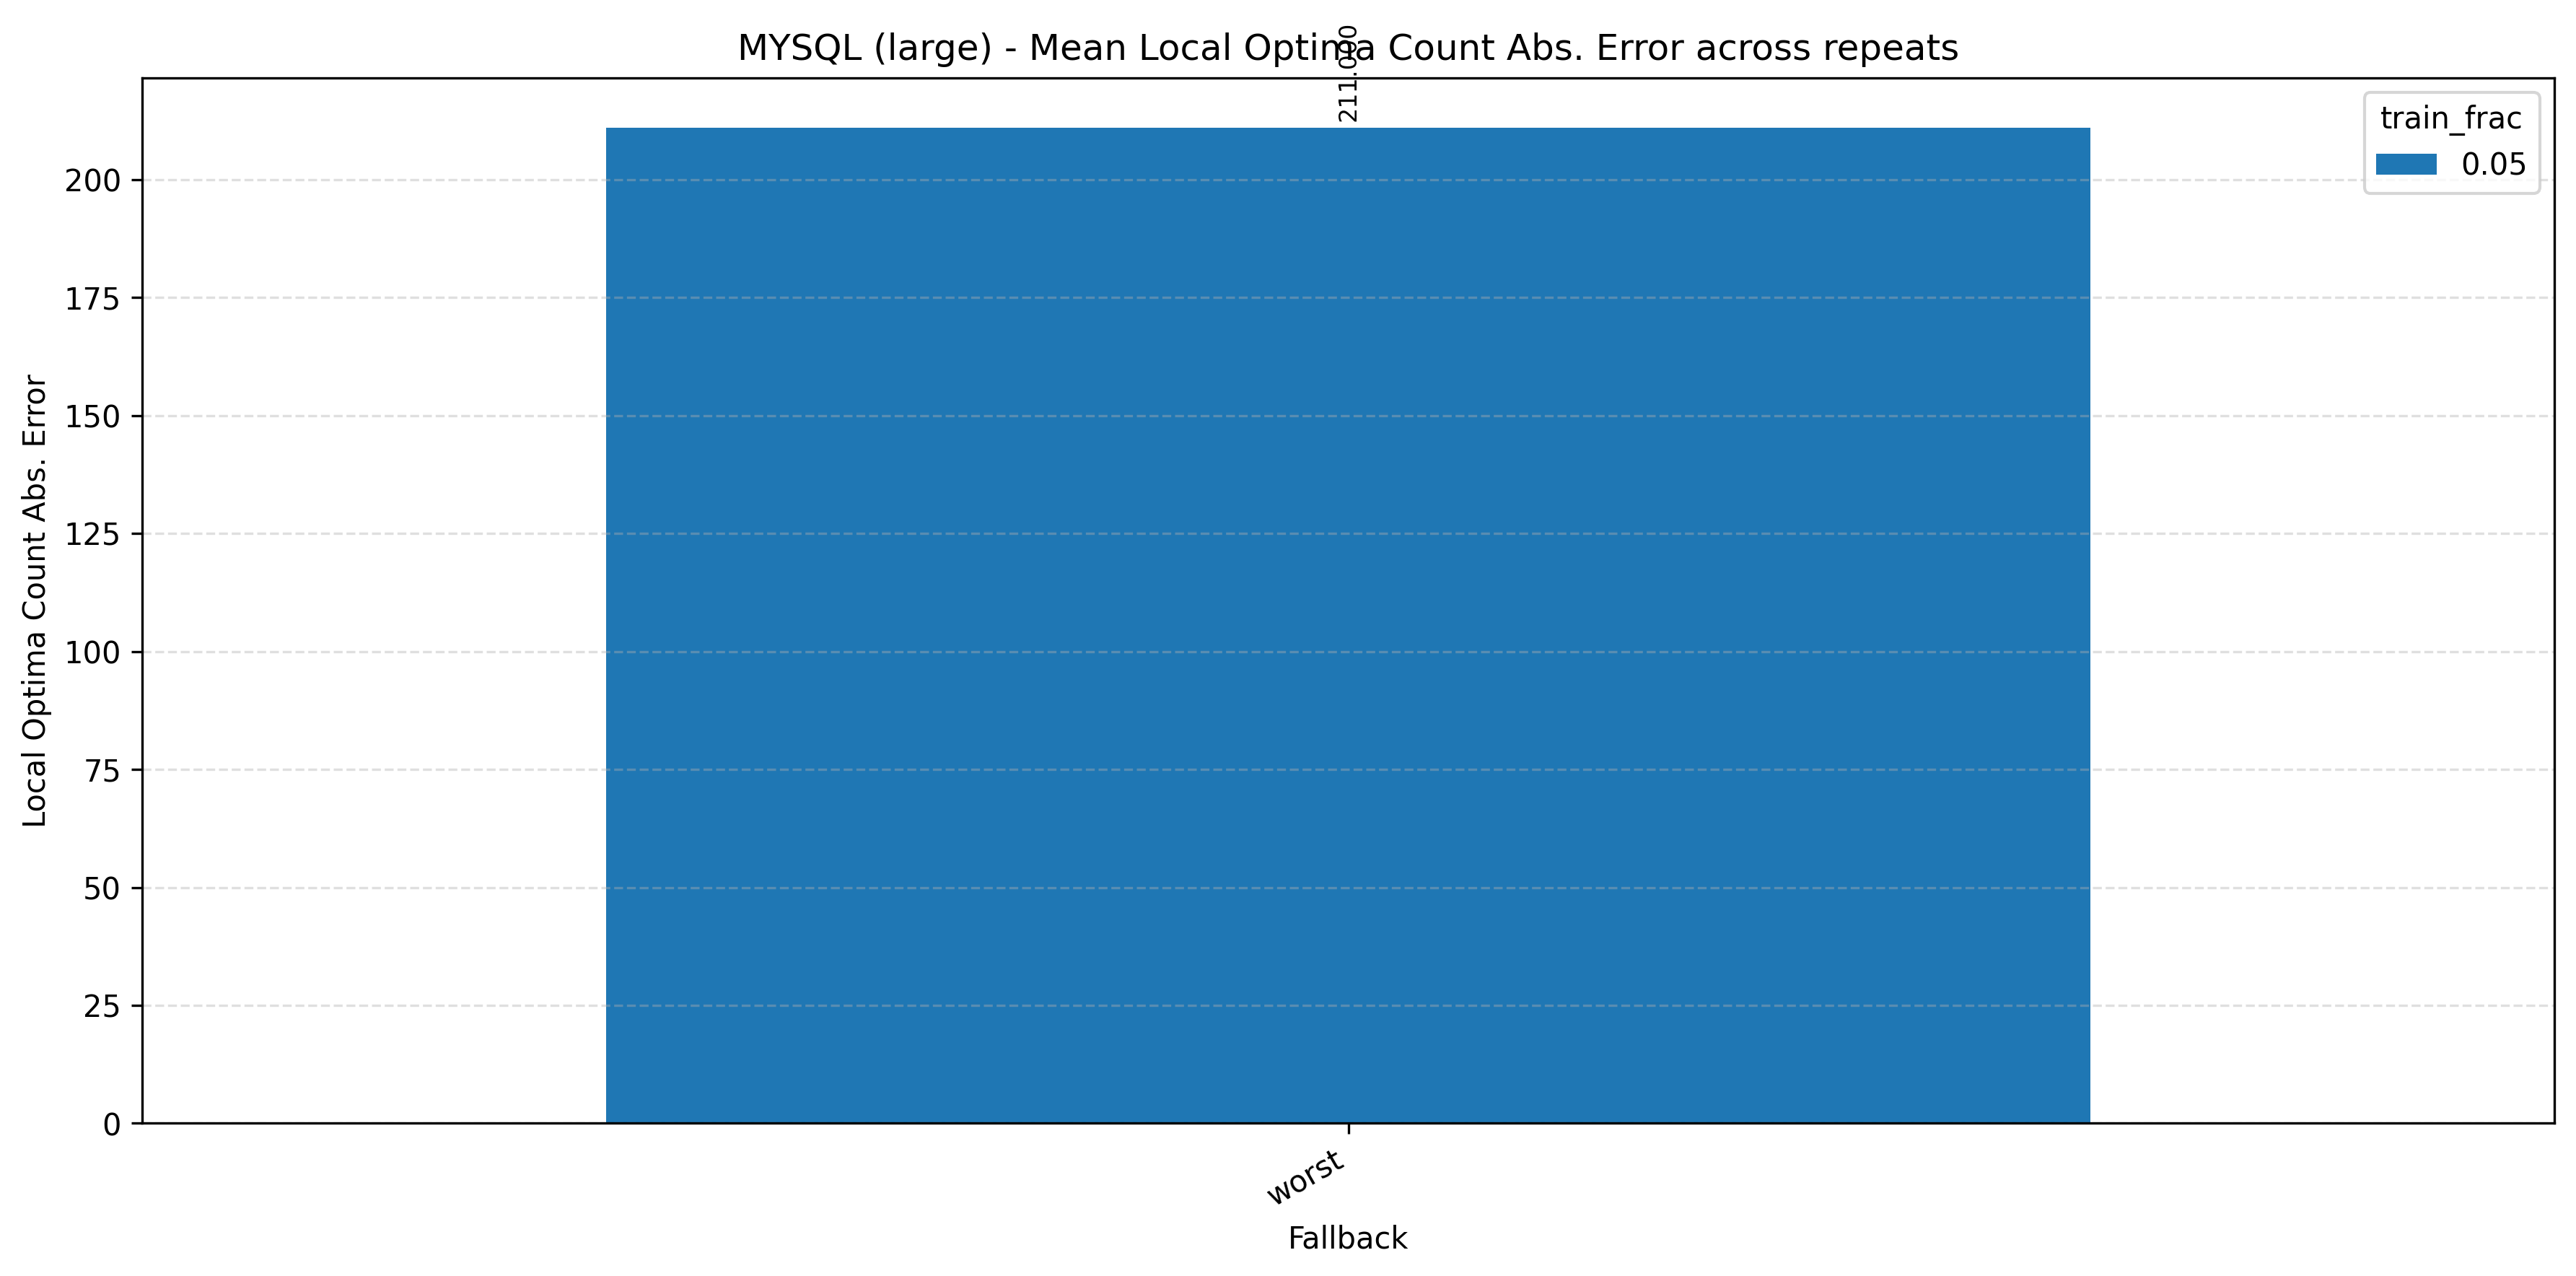 MYSQL (large) - Mean Local Optima Count Abs. Error across repeats
211.000
train_frac
0.05
Local Optima Count Abs. Error
200
175
150
125
100
75
50
25
0
worst
Fallback